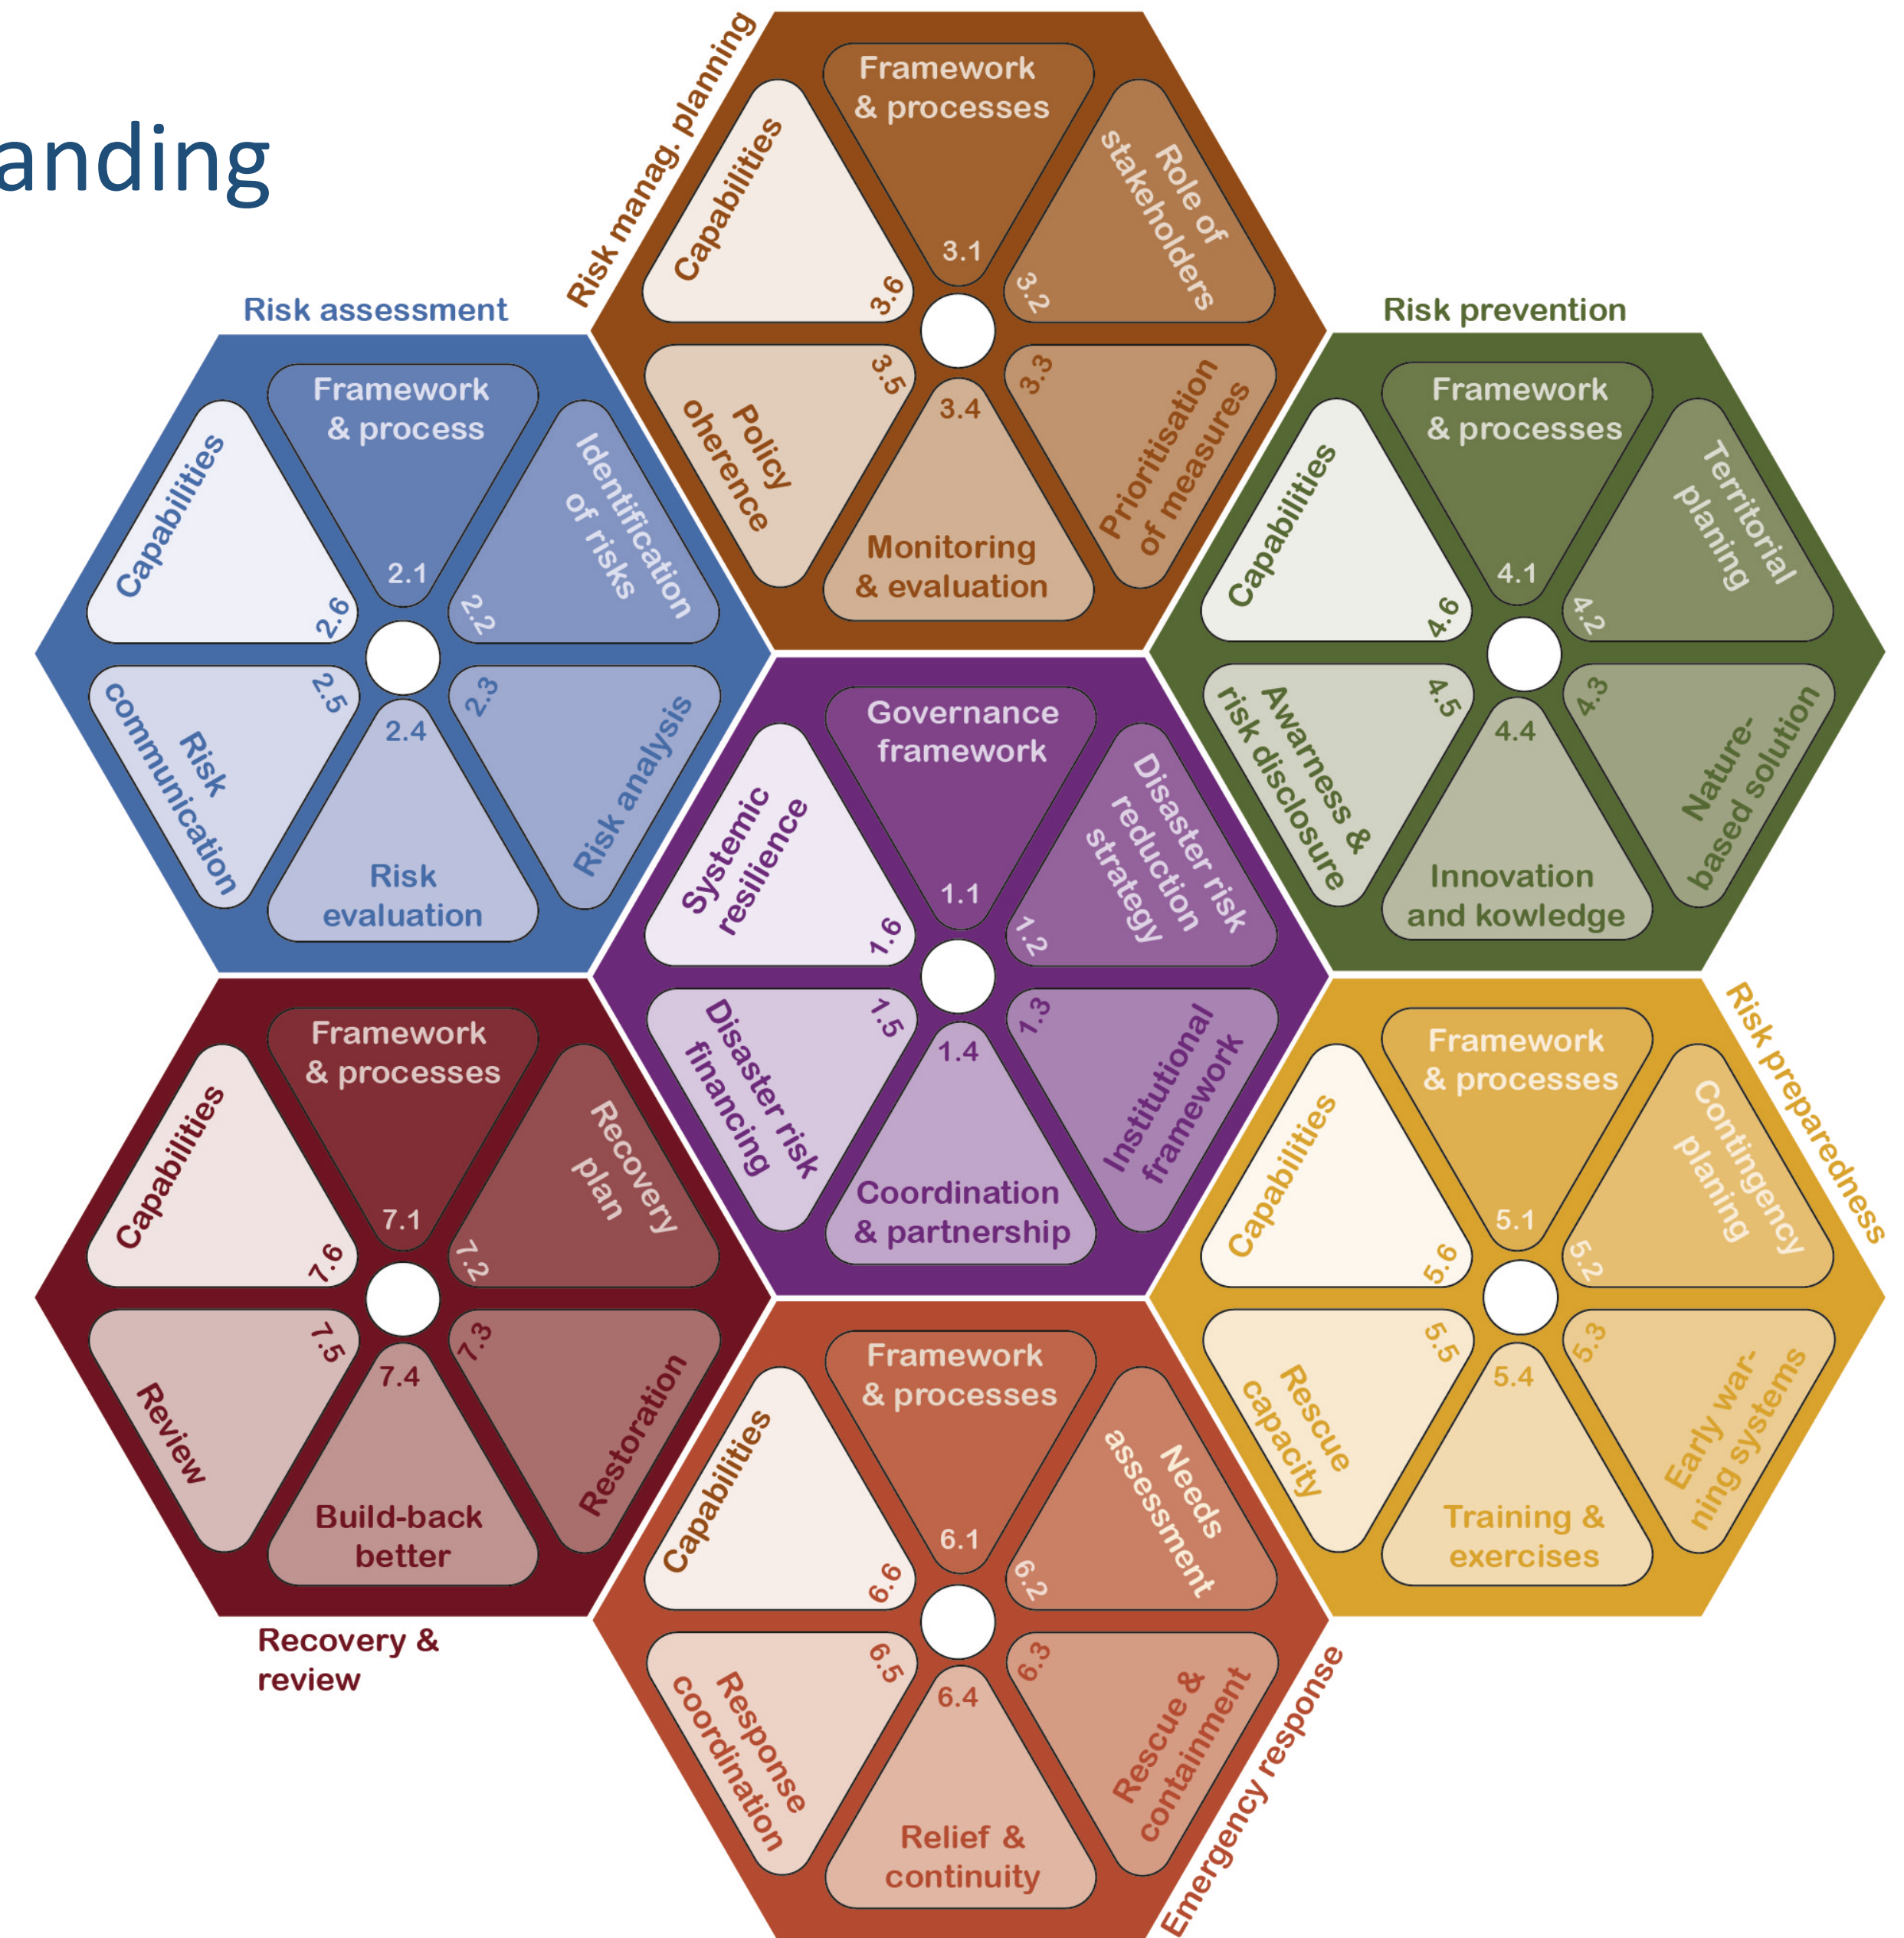 anding
Risk manag. planning
Framework
& processes
3.1
Role of
stakeholders
3.2
3.3
Prioritisation
of measures
3.4
Monitoring
& evaluation
3.5
Policy
oherence
Capabilities
3.6
Risk assessment
Framework
& process
2.1
Identification
of risks
2.2
2.3
Risk analysis
2.4
Risk
evaluation
2.5
Risk
communication
Capabilities
2.6
Risk prevention
Framework
& processes
4.1
Territorial
planing
4.2
4.3
Nature-
based solution
4.4
Innovation
and kowledge
4.5
Awarness &
risk disclosure
Capabilities
4.6
Governance
framework
1.1
Disaster risk
reduction
strategy
1.2
1.3
Institutional
framework
1.4
Coordination
& partnership
1.5
Disaster risk
financing
Systemic
resilience
1.6
Risk preparedness
Framework
& processes
5.1
Contingency
planing
5.2
5.3
Early war-
ning systems
5.4
Training &
exercises
5.5
Rescue
capacity
Capabilities
5.6
Framework
& processes
7.1
Recovery
plan
7.2
7.3
Restoration
7.4
Build-back
better
7.5
Review
Capabilities
7.6
Recovery &
review
Framework
& processes
6.1
Needs
assessment
6.2
6.3
Rescue &
containment
6.4
Relief &
continuity
6.5
Response
coordination
Capabilities
6.6
Emergency response